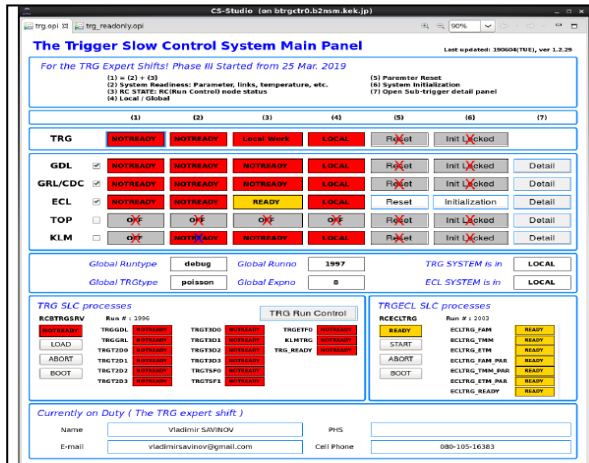 CS-Studio (on btrgctr0.b2nsm.kek.jp)
trg.opi trg_readonly.opi 90%
The Trigger Slow Control System Main Panel
Last updated: 190604(TUE), ver 1.2.29
For the TRG Expert Shifts! Phase III Started from 25 Mar. 2019
(1) = (2) + (3) (5) Paremter Reset
(2) System Readiness: Parameter, links, temperature, etc. (6) System Initialization
(3) RC STATE: RC(Run Control) node status (7) Open Sub-trigger detail panel
(4) Local / Global
(1) (2) (3) (4) (5) (6) (7)
TRG NOTREADY NOTREADY Local Work LOCAL Reset Init Locked
GDL NOTREADY NOTREADY NOTREADY LOCAL Reset Init Locked Detail
GRL/CDC NOTREADY NOTREADY NOTREADY LOCAL Reset Init Locked Detail
ECL NOTREADY NOTREADY READY LOCAL Reset Initialization Detail
TOP OFF OFF OFF OFF Reset Init Locked Detail
KLM OFF NOTREADY NOTREADY LOCAL Reset Init Locked Detail
Global Runtype debug Global Runno 1997 TRG SYSTEM is in LOCAL
Global TRGtype poisson Global Expno 8 ECL SYSTEM is in LOCAL
TRG SLC processes TRG Run Control TRGECL SLC processes
RCBTRGSRV Run # : 1996 RCECLTRG Run # : 2003
NOTREADY TRGGDL NOTREADY TRGT3D0 NOTREADY TRGETF0 NOTREADY READY ECLTRG_FAM READY
LOAD TRGGRL NOTREADY TRGT3D1 NOTREADY KLMTRG NOTREADY START ECLTRG_TMM READY
TRGT2D0 NOTREADY TRGT3D2 NOTREADY TRG_READY NOTREADY ECLTRG_ETM READY
ABORT TRGT2D1 NOTREADY TRGT3D3 NOTREADY ABORT ECLTRG_FAM_PAR READY
BOOT TRGT2D2 NOTREADY TRGTSF0 NOTREADY BOOT ECLTRG_TMM_PAR READY
TRGT2D3 NOTREADY TRGTSF1 NOTREADY ECLTRG_ETM_PAR READY
ECLTRG_READY READY
Currently on Duty ( The TRG expert shift )
Name Vladimir SAVINOV PHS
E-mail vladimirsavinov@gmail.com Cell Phone 080-105-16383